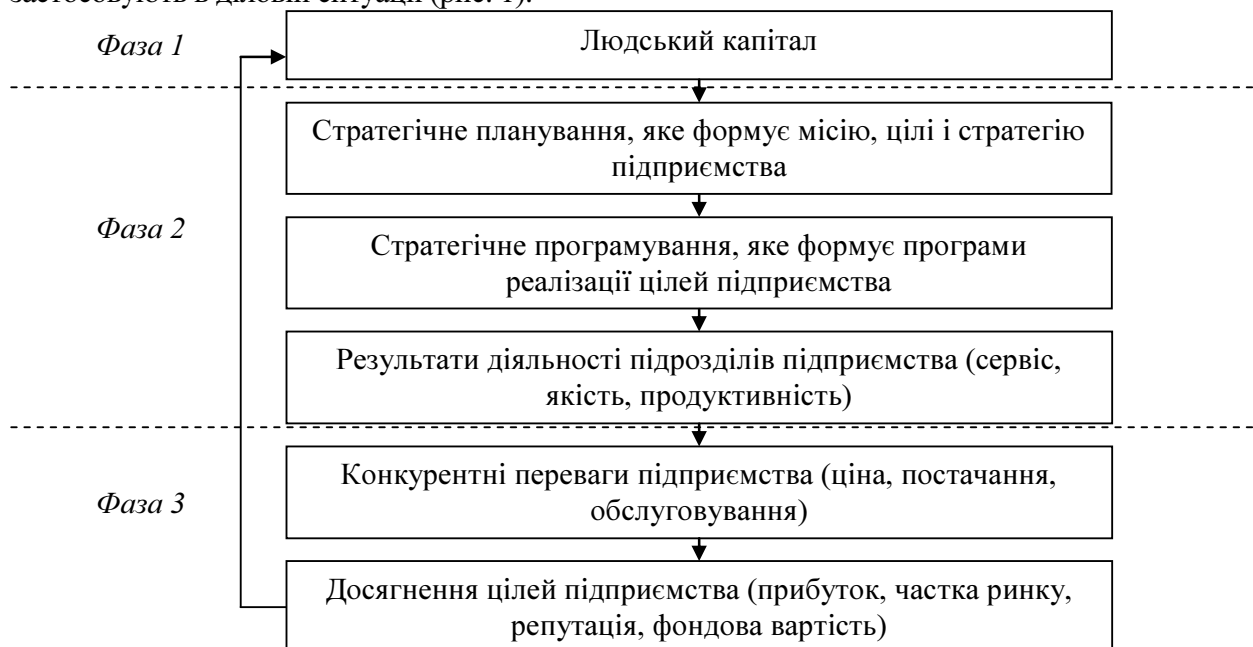 Фаза 1
Людський капітал
Стратегічне планування, яке формує місію, цілі і стратегію
підприємства
Фаза 2
Стратегічне програмування, яке формує програми
реалізації цілей підприємства
Результати діяльності підрозділів підприємства (сервіс,
якість, продуктивність)
Фаза 3
Конкурентні переваги підприємства (ціна, постачання,
обслуговування)
Досягнення цілей підприємства (прибуток, частка ринку,
репутація, фондова вартість)